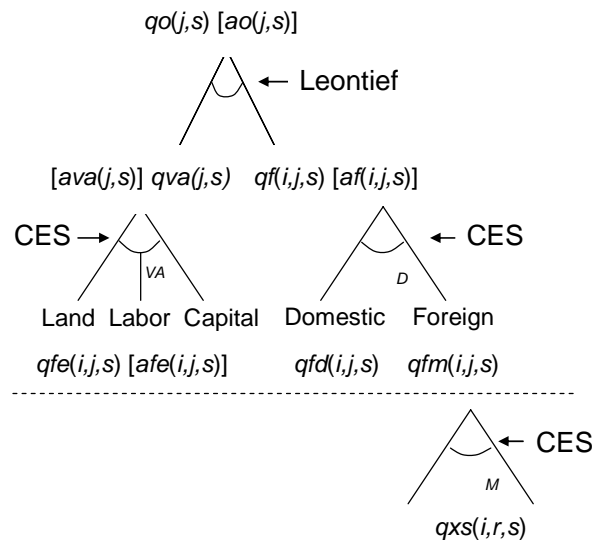 qo(j,s) [ao(j,s)]
Leontief
[ava(j,s)] qva(j,s) qf(i,j,s) [af(i,j,s)]
CES
CES
VA
D
Land Labor Capital Domestic Foreign
qfe(i,j,s) [afe(i,j,s)] qfd(i,j,s) qfm(i,j,s)
CES
M
qxs(i,r,s)